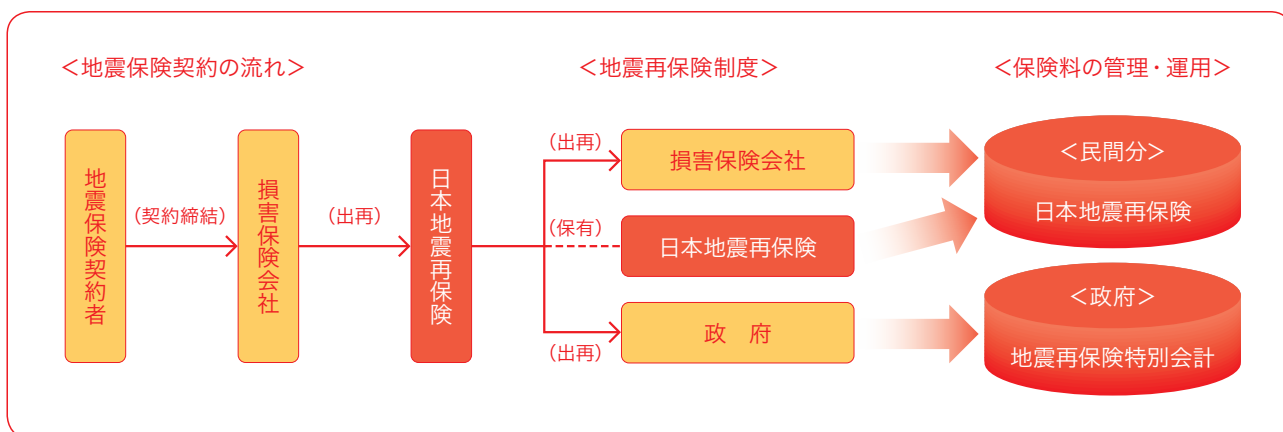 ＜地震保険契約の流れ＞
＜地震再保険制度＞
＜保険料の管理・運用＞
地震保険契約者
（契約締結）
損害保険会社
（出再）
日本地震再保険
（出再）
損害保険会社
（保有）
日本地震再保険
（出再）
政　府
＜民間分＞
日本地震再保険
＜政府＞
地震再保険特別会計